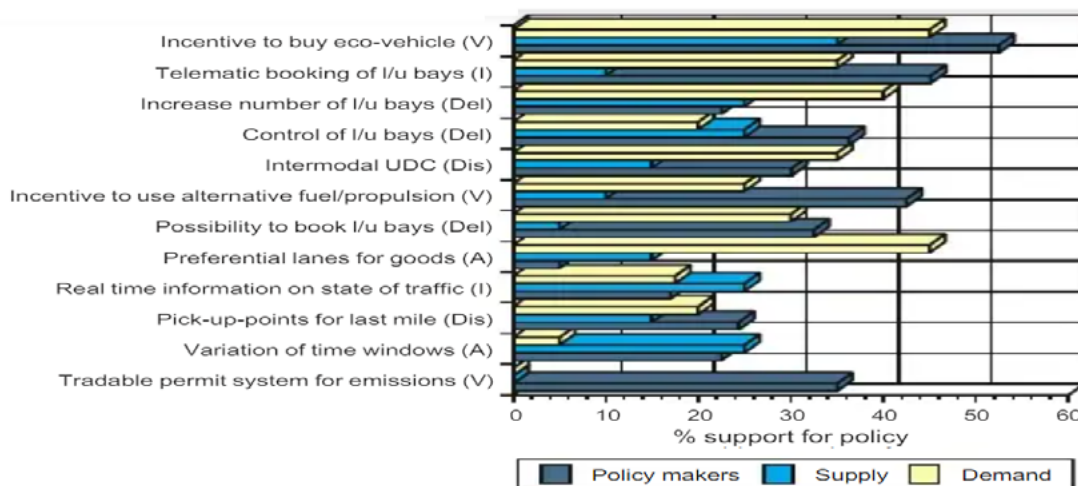 Incentive to buy eco-vehicle (V)
Telematic booking of l/u bays (I)
Increase number of l/u bays (Del)
Control of l/u bays (Del)
Intermodal UDC (Dis)
Incentive to use alternative fuel/propulsion (V)
Possibility to book l/u bays (Del)
Preferential lanes for goods (A)
Real time information on state of traffic (I)
Pick-up-points for last mile (Dis)
Variation of time windows (A)
Tradable permit system for emissions (V)
0 10 20 30 40 50 60
% support for policy
Policy makers Supply Demand